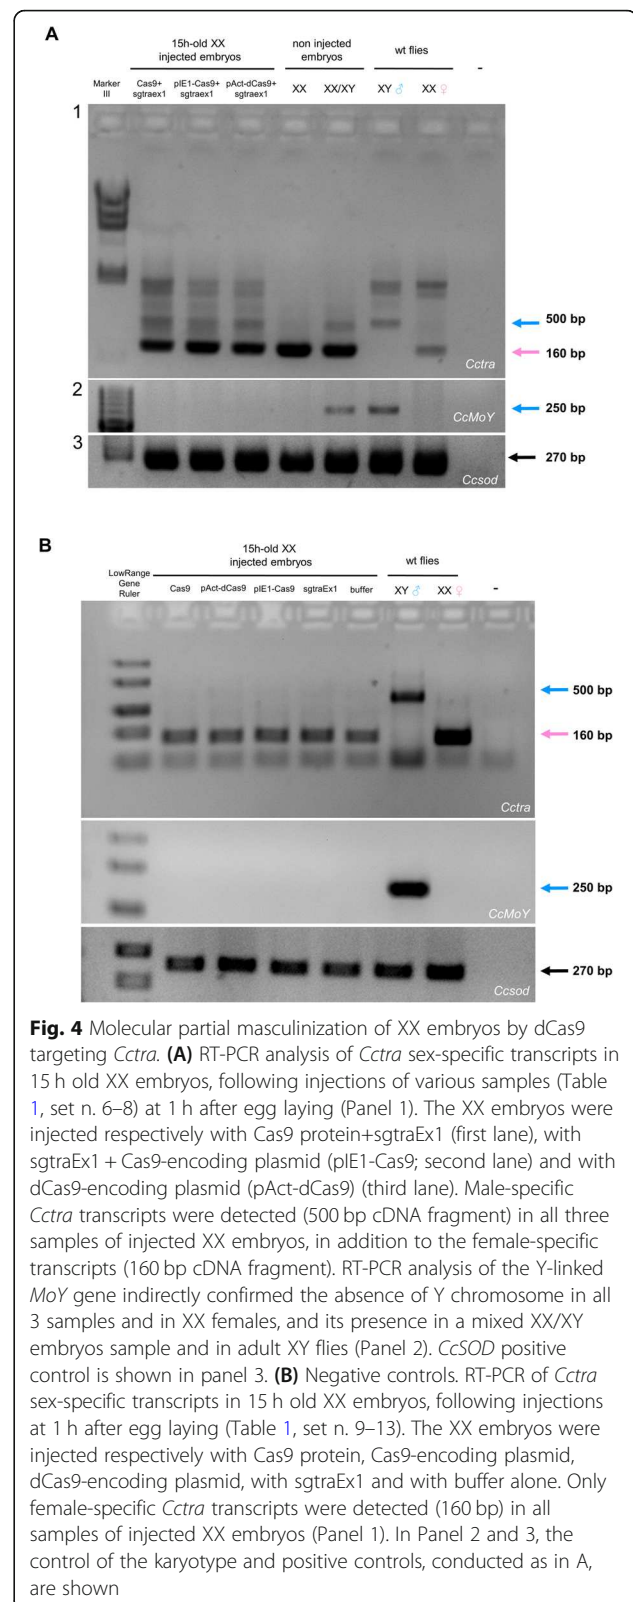 A
15h-old XX
injected embryos
non injected
embryos
wt flies
-
Marker
III
Cas9+
sgtraex1
pIE1-Cas9+
sgtraex1
pAct-dCas9+
sgtraex1
XX
XX/XY
XY ♂
XX ♀
1
500 bp
160 bp
Cctra
2
250 bp
CcMoY
3
270 bp
Ccsod
B
15h-old XX
injected embryos
wt flies
LowRange
Gene
Ruler
Cas9
pAct-dCas9
pIE1-Cas9
sgtraEx1
buffer
XY ♂
XX ♀
-
500 bp
160 bp
Cctra
250 bp
CcMoY
270 bp
Ccsod
Fig. 4 Molecular partial masculinization of XX embryos by dCas9
targeting Cctra. (A) RT-PCR analysis of Cctra sex-specific transcripts in
15 h old XX embryos, following injections of various samples (Table
1, set n. 6–8) at 1 h after egg laying (Panel 1). The XX embryos were
injected respectively with Cas9 protein+sgtraEx1 (first lane), with
sgtraEx1 + Cas9-encoding plasmid (pIE1-Cas9; second lane) and with
dCas9-encoding plasmid (pAct-dCas9) (third lane). Male-specific
Cctra transcripts were detected (500 bp cDNA fragment) in all three
samples of injected XX embryos, in addition to the female-specific
transcripts (160 bp cDNA fragment). RT-PCR analysis of the Y-linked
MoY gene indirectly confirmed the absence of Y chromosome in all
3 samples and in XX females, and its presence in a mixed XX/XY
embryos sample and in adult XY flies (Panel 2). CcSOD positive
control is shown in panel 3. (B) Negative controls. RT-PCR of Cctra
sex-specific transcripts in 15 h old XX embryos, following injections
at 1 h after egg laying (Table 1, set n. 9–13). The XX embryos were
injected respectively with Cas9 protein, Cas9-encoding plasmid,
dCas9-encoding plasmid, with sgtraEx1 and with buffer alone. Only
female-specific Cctra transcripts were detected (160 bp) in all
samples of injected XX embryos (Panel 1). In Panel 2 and 3, the
control of the karyotype and positive controls, conducted as in A,
are shown